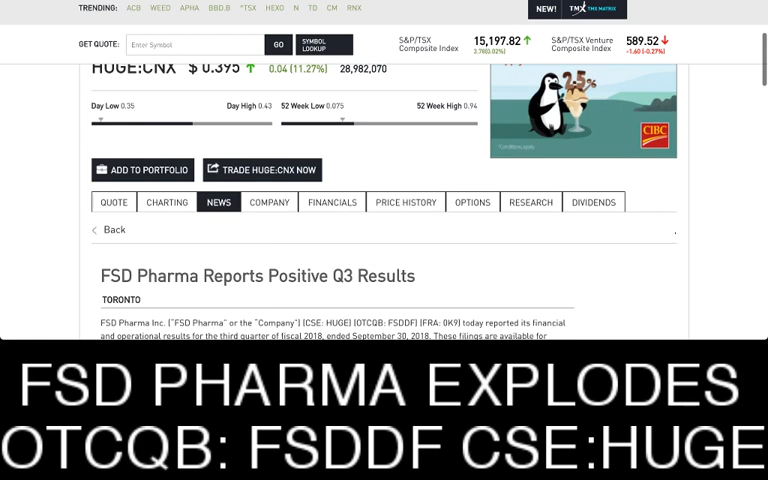 TRENDING: ACB WEED APHA BBD.B ^TSX HEXO N TD CM RNX
NEW! TMX TMX MATRIX
GET QUOTE: Enter Symbol GO SYMBOL LOOKUP
S&P/TSX Composite Index 15,197.82 3.78(0.02%)
S&P/TSX Venture Composite Index 589.52 -1.60 (-0.27%)
HUGE:CNX $ 0.395 0.04 (11.27%) 28,982,070
Day Low 0.35 Day High 0.43 52 Week Low 0.075 52 Week High 0.94
2.5%
CIBC
ADD TO PORTFOLIO TRADE HUGE:CNX NOW
QUOTE CHARTING NEWS COMPANY FINANCIALS PRICE HISTORY OPTIONS RESEARCH DIVIDENDS
Back
FSD Pharma Reports Positive Q3 Results
TORONTO
FSD Pharma Inc. ("FSD Pharma" or the "Company") (CSE: HUGE) (OTCQB: FSDDF) (FRA: 0K9) today reported its financial
and operational results for the third quarter of fiscal 2018, ended September 30, 2018. These filings are available for
FSD PHARMA EXPLODES
OTCQB: FSDDF CSE:HUGE